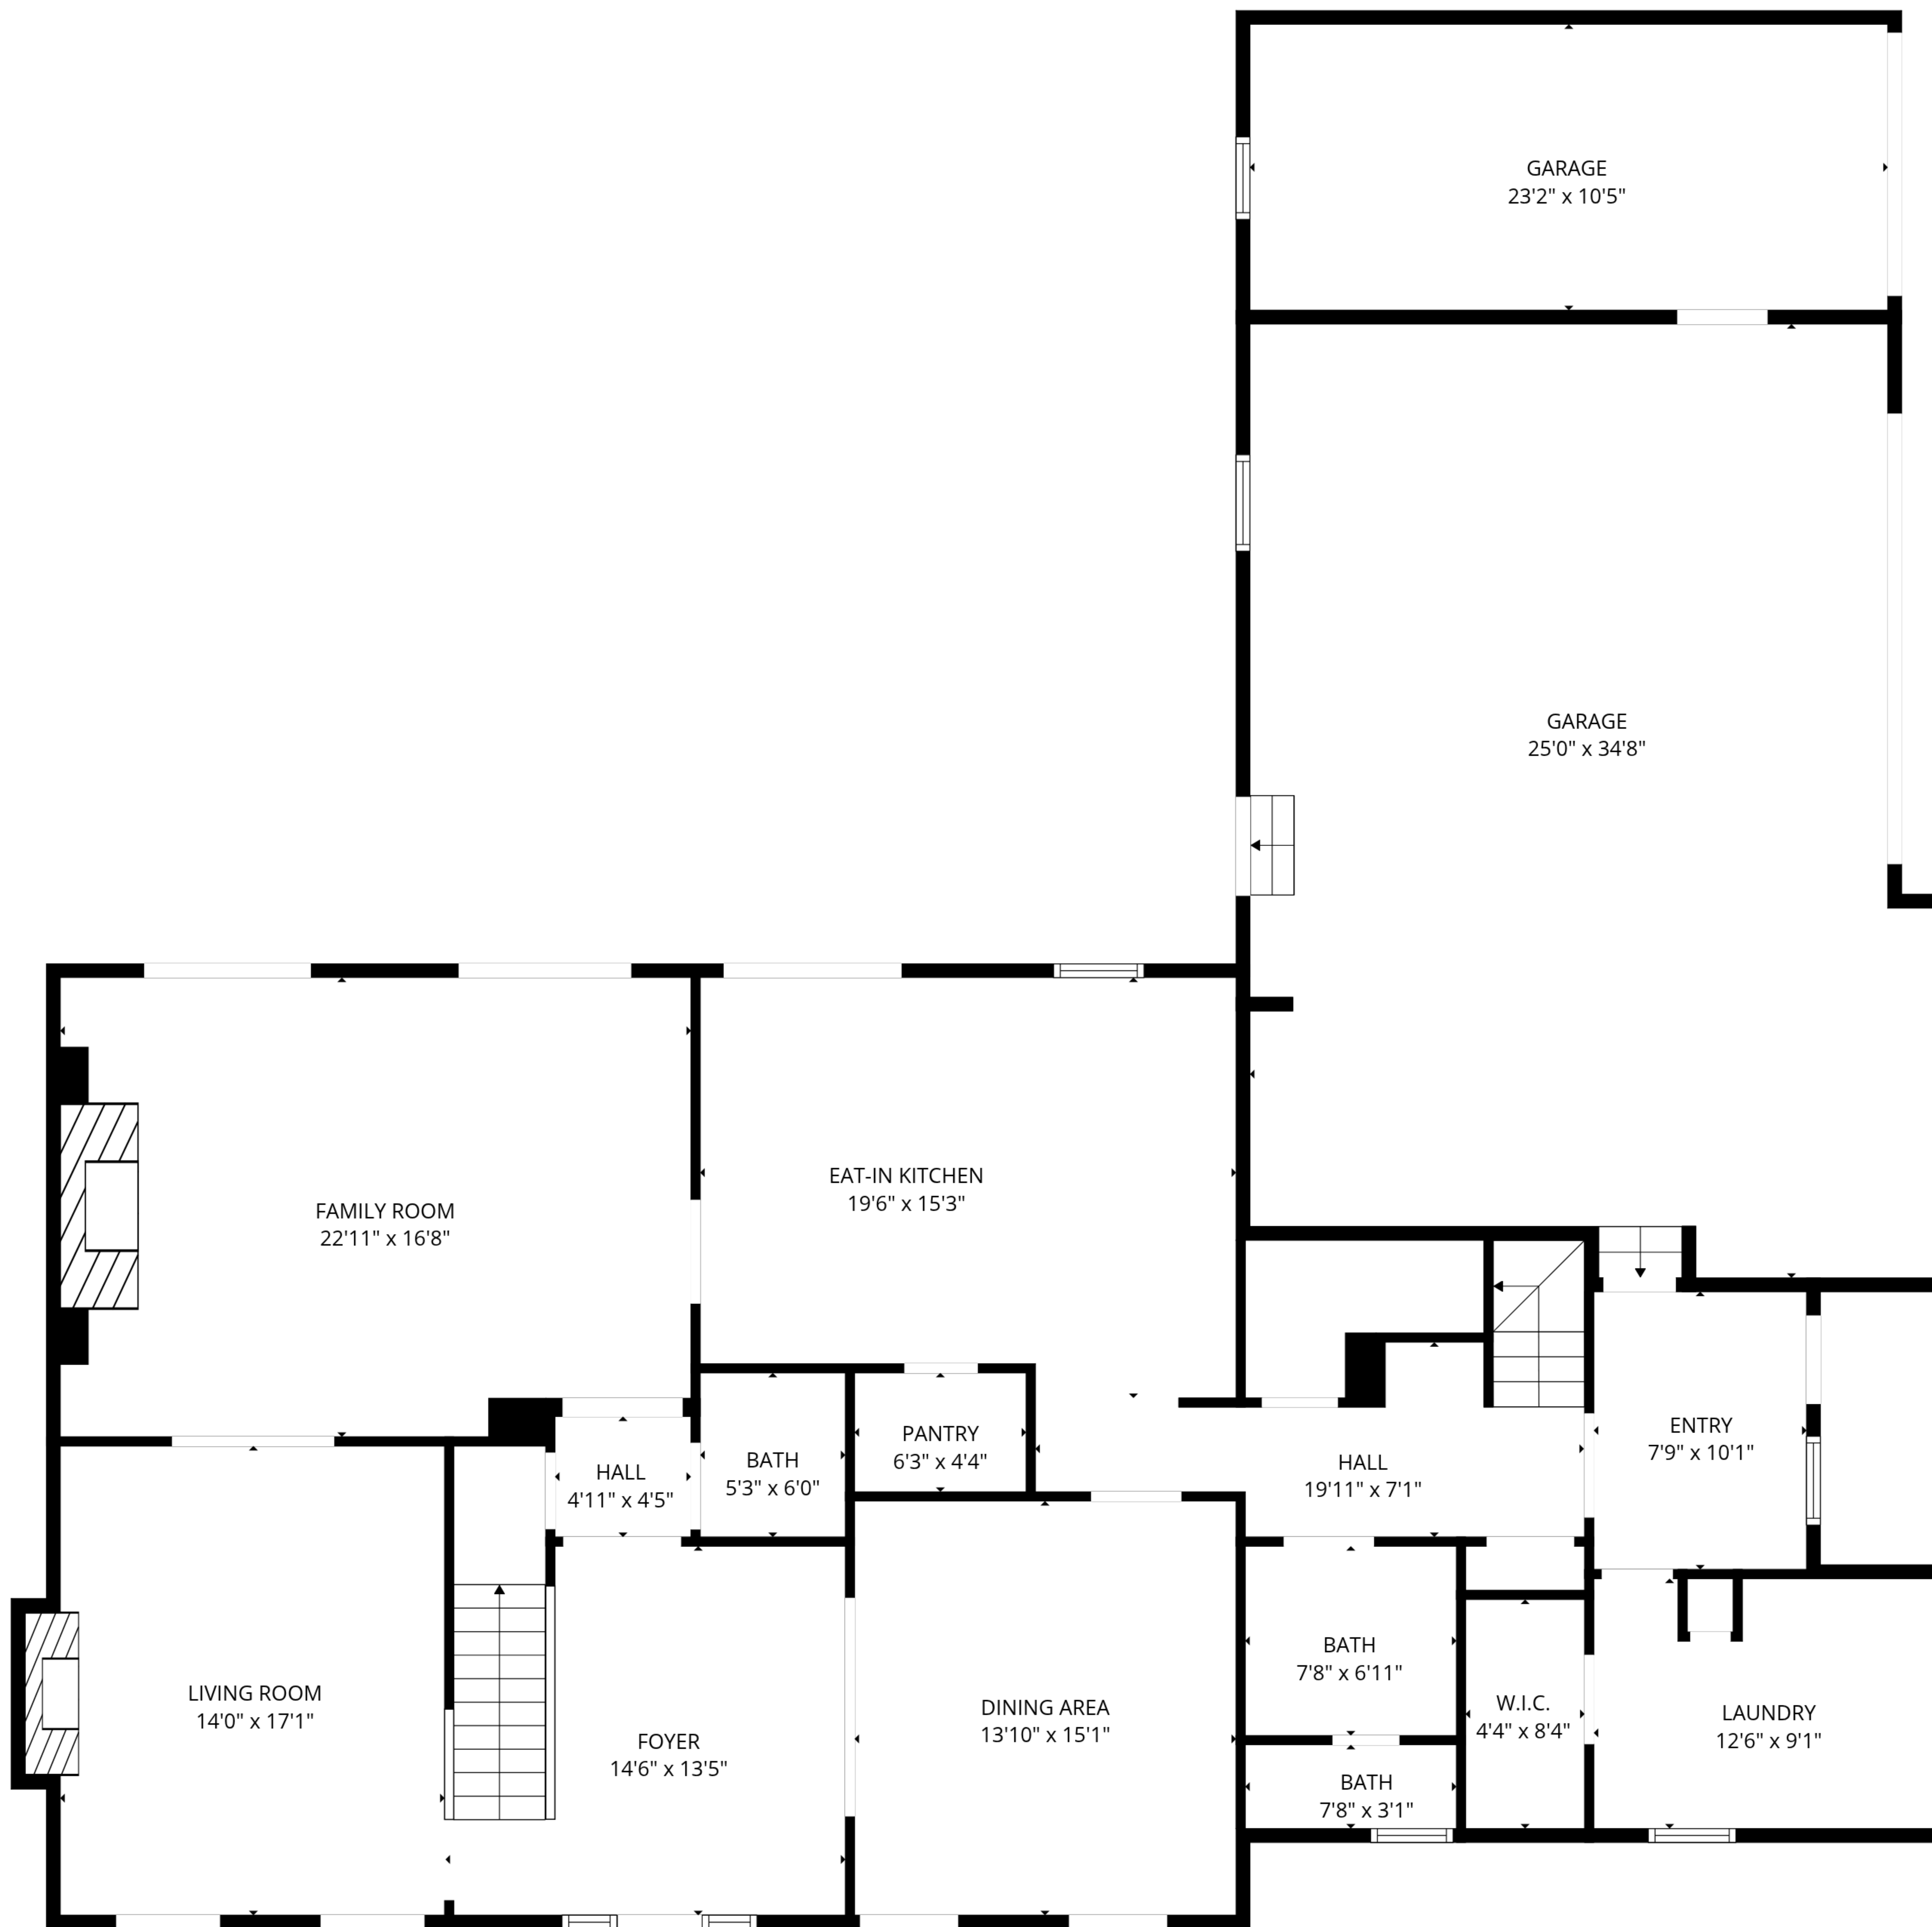 GARAGE
23'2" x 10'5"
GARAGE
25'0" x 34'8"
EAT-IN KITCHEN
19'6" x 15'3"
FAMILY ROOM
22'11" x 16'8"
PANTRY
6'3" x 4'4"
ENTRY
7'9" x 10'1"
BATH
5'3" x 6'0"
HALL
4'11" x 4'5"
HALL
19'11" x 7'1"
BATH
7'8" x 6'11"
LIVING ROOM
14'0" x 17'1"
DINING AREA
13'10" x 15'1"
W.I.C.
4'4" x 8'4"
LAUNDRY
12'6" x 9'1"
FOYER
14'6" x 13'5"
BATH
7'8" x 3'1"